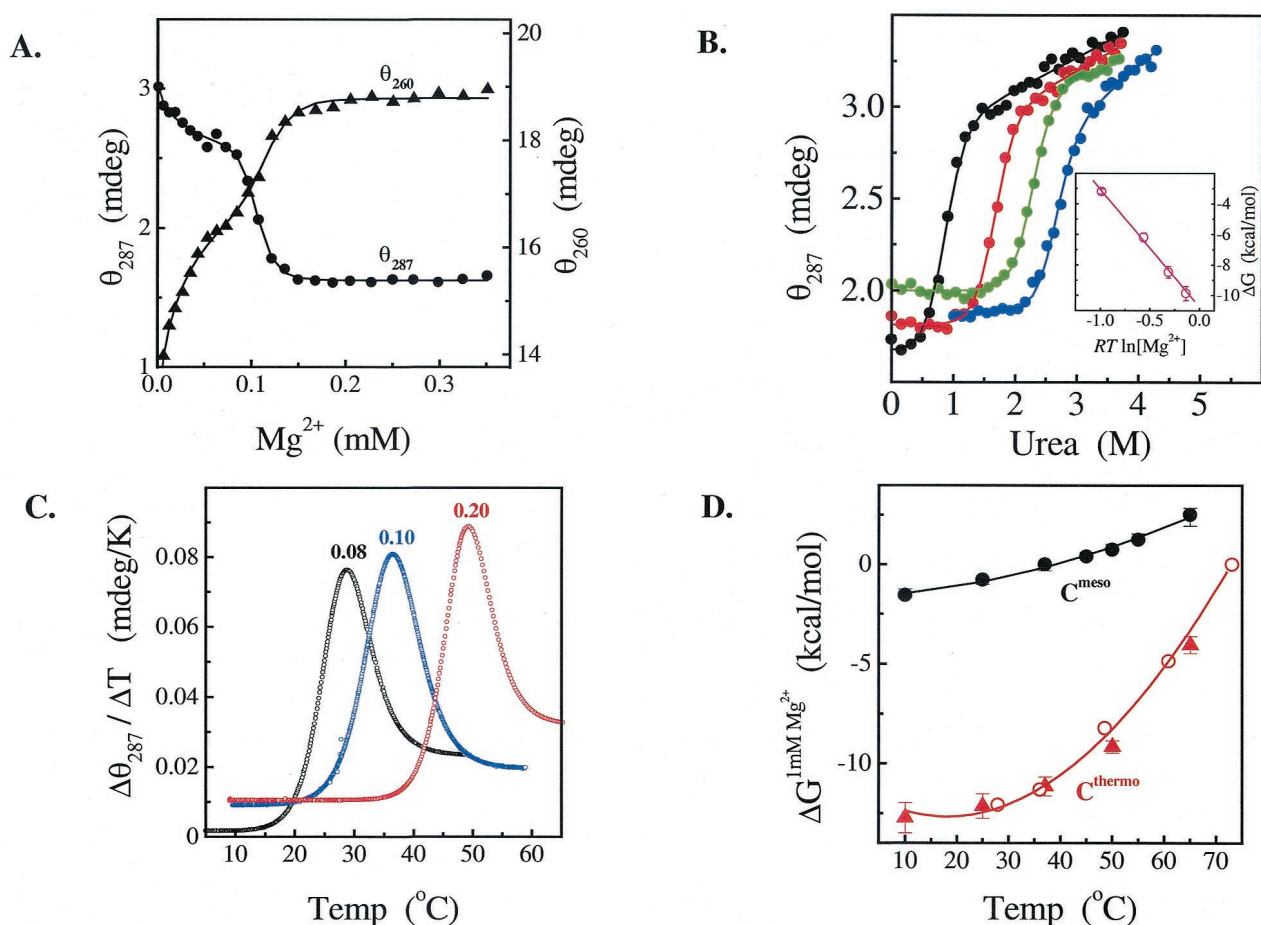 A.
θ260
θ287
θ287 (mdeg)
3
2
1
θ260 (mdeg)
20
18
16
14
0.0 0.1 0.2 0.3
Mg2+ (mM)
B.
θ287 (mdeg)
3.0
2.5
2.0
0 1 2 3 4 5
Urea (M)
ΔG (kcal/mol)
-4
-6
-8
-10
-1.0 -0.5 0.0
RT ln[Mg2+]
C.
0.08 0.10 0.20
Δθ287 / ΔT (mdeg/K)
0.08
0.06
0.04
0.02
0
10 20 30 40 50 60
Temp (oC)
D.
ΔG1mM Mg2+ (kcal/mol)
0
-5
-10
Cmeso
Cthermo
10 20 30 40 50 60 70
Temp (oC)